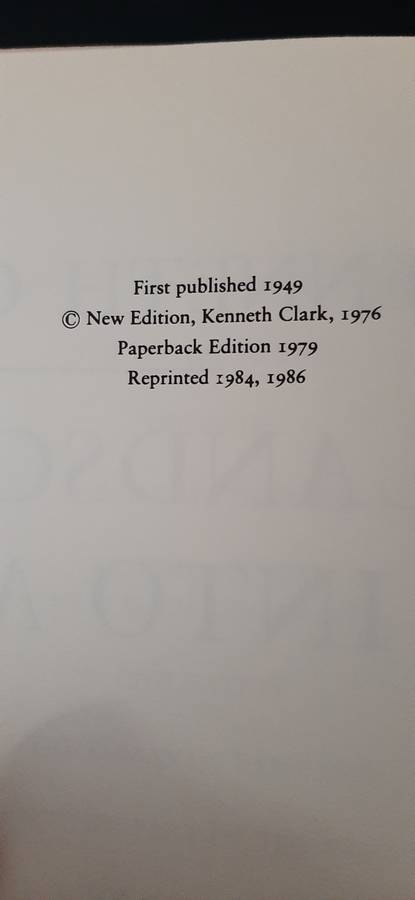 First published 1949
© New Edition, Kenneth Clark, 1976
Paperback Edition 1979
Reprinted 1984, 1986